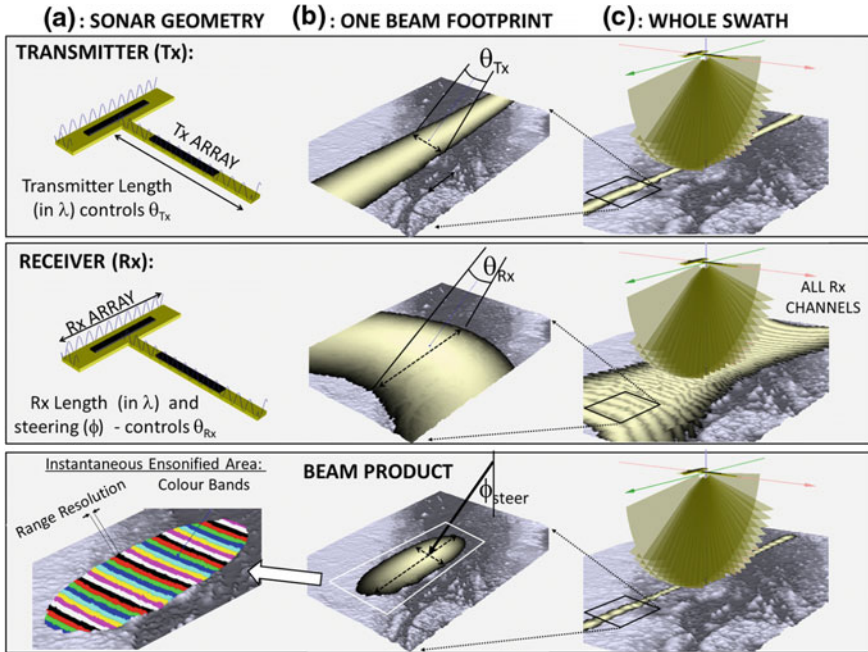 (a): SONAR GEOMETRY
(b): ONE BEAM FOOTPRINT
(c): WHOLE SWATH
TRANSMITTER (Tx):
Tx ARRAY
Transmitter Length
(in λ) controls θTx
θTx
RECEIVER (Rx):
Rx ARRAY
Rx Length (in λ) and
steering (ϕ) - controls θRx
θRx
ALL Rx
CHANNELS
Instantaneous Ensonified Area:
Colour Bands
Range Resolution
BEAM PRODUCT
ϕsteer